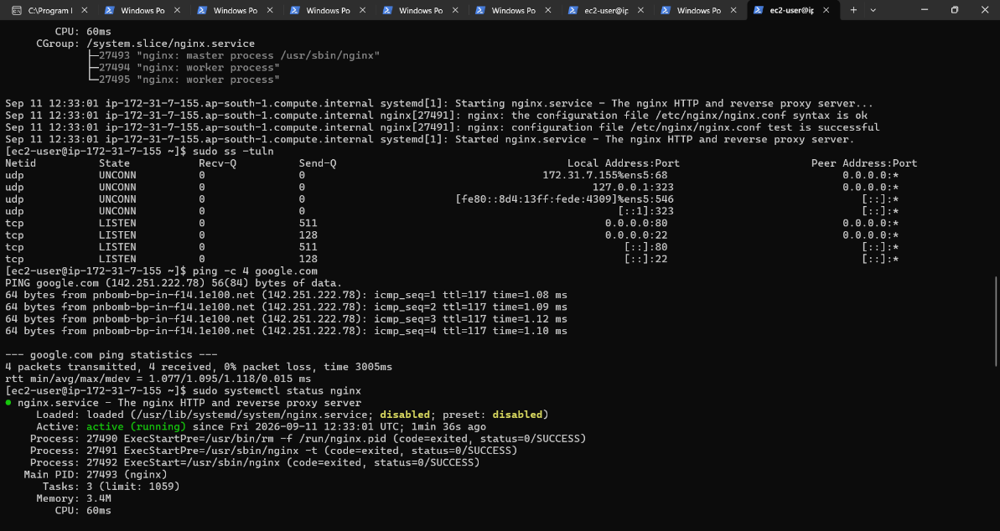 C:\Program I
Windows Po
Windows Po
Windows Po
Windows Po
Windows Po
ec2-user@ip
Windows Po
ec2-user@ip
CPU: 60ms
CGroup: /system.slice/nginx.service
├─27493 "nginx: master process /usr/sbin/nginx"
├─27494 "nginx: worker process"
└─27495 "nginx: worker process"
Sep 11 12:33:01 ip-172-31-7-155.ap-south-1.compute.internal systemd[1]: Starting nginx.service - The nginx HTTP and reverse proxy server...
Sep 11 12:33:01 ip-172-31-7-155.ap-south-1.compute.internal nginx[27491]: nginx: the configuration file /etc/nginx/nginx.conf syntax is ok
Sep 11 12:33:01 ip-172-31-7-155.ap-south-1.compute.internal nginx[27491]: nginx: configuration file /etc/nginx/nginx.conf test is successful
Sep 11 12:33:01 ip-172-31-7-155.ap-south-1.compute.internal systemd[1]: Started nginx.service - The nginx HTTP and reverse proxy server.
[ec2-user@ip-172-31-7-155 ~]$ sudo ss -tuln
Netid State Recv-Q Send-Q Local Address:Port Peer Address:Port
udp UNCONN 0 0 172.31.7.155%ens5:68 0.0.0.0:*
udp UNCONN 0 0 127.0.0.1:323 0.0.0.0:*
udp UNCONN 0 0 [fe80::8d4:13ff:fede:4309]%ens5:546 [::]:*
udp UNCONN 0 0 [::1]:323 [::]:*
tcp LISTEN 0 511 0.0.0.0:80 0.0.0.0:*
tcp LISTEN 0 128 0.0.0.0:22 0.0.0.0:*
tcp LISTEN 0 511 [::]:80 [::]:*
tcp LISTEN 0 128 [::]:22 [::]:*
[ec2-user@ip-172-31-7-155 ~]$ ping -c 4 google.com
PING google.com (142.251.222.78) 56(84) bytes of data.
64 bytes from pnbomb-bp-in-f14.1e100.net (142.251.222.78): icmp_seq=1 ttl=117 time=1.08 ms
64 bytes from pnbomb-bp-in-f14.1e100.net (142.251.222.78): icmp_seq=2 ttl=117 time=1.09 ms
64 bytes from pnbomb-bp-in-f14.1e100.net (142.251.222.78): icmp_seq=3 ttl=117 time=1.12 ms
64 bytes from pnbomb-bp-in-f14.1e100.net (142.251.222.78): icmp_seq=4 ttl=117 time=1.10 ms
--- google.com ping statistics ---
4 packets transmitted, 4 received, 0% packet loss, time 3005ms
rtt min/avg/max/mdev = 1.077/1.095/1.118/0.015 ms
[ec2-user@ip-172-31-7-155 ~]$ sudo systemctl status nginx
● nginx.service - The nginx HTTP and reverse proxy server
Loaded: loaded (/usr/lib/systemd/system/nginx.service; disabled; preset: disabled)
Active: active (running) since Fri 2026-09-11 12:33:01 UTC; 1min 36s ago
Process: 27490 ExecStartPre=/usr/bin/rm -f /run/nginx.pid (code=exited, status=0/SUCCESS)
Process: 27491 ExecStartPre=/usr/sbin/nginx -t (code=exited, status=0/SUCCESS)
Process: 27492 ExecStart=/usr/sbin/nginx (code=exited, status=0/SUCCESS)
Main PID: 27493 (nginx)
Tasks: 3 (limit: 1059)
Memory: 3.4M
CPU: 60ms